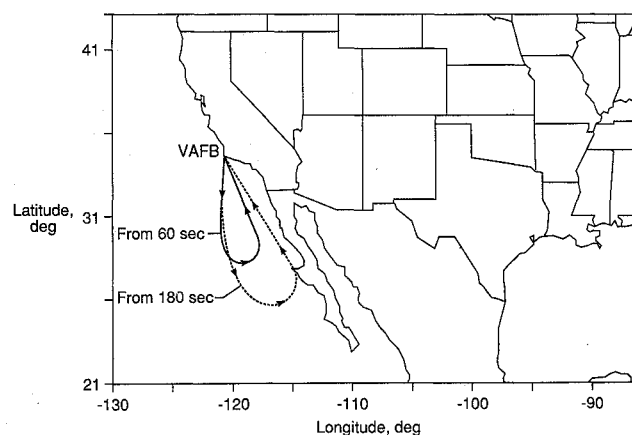 41
VAFB
Latitude,
deg
31
From 60 sec
From 180 sec
21
-130
-120
-110
-100
-90
Longitude, deg